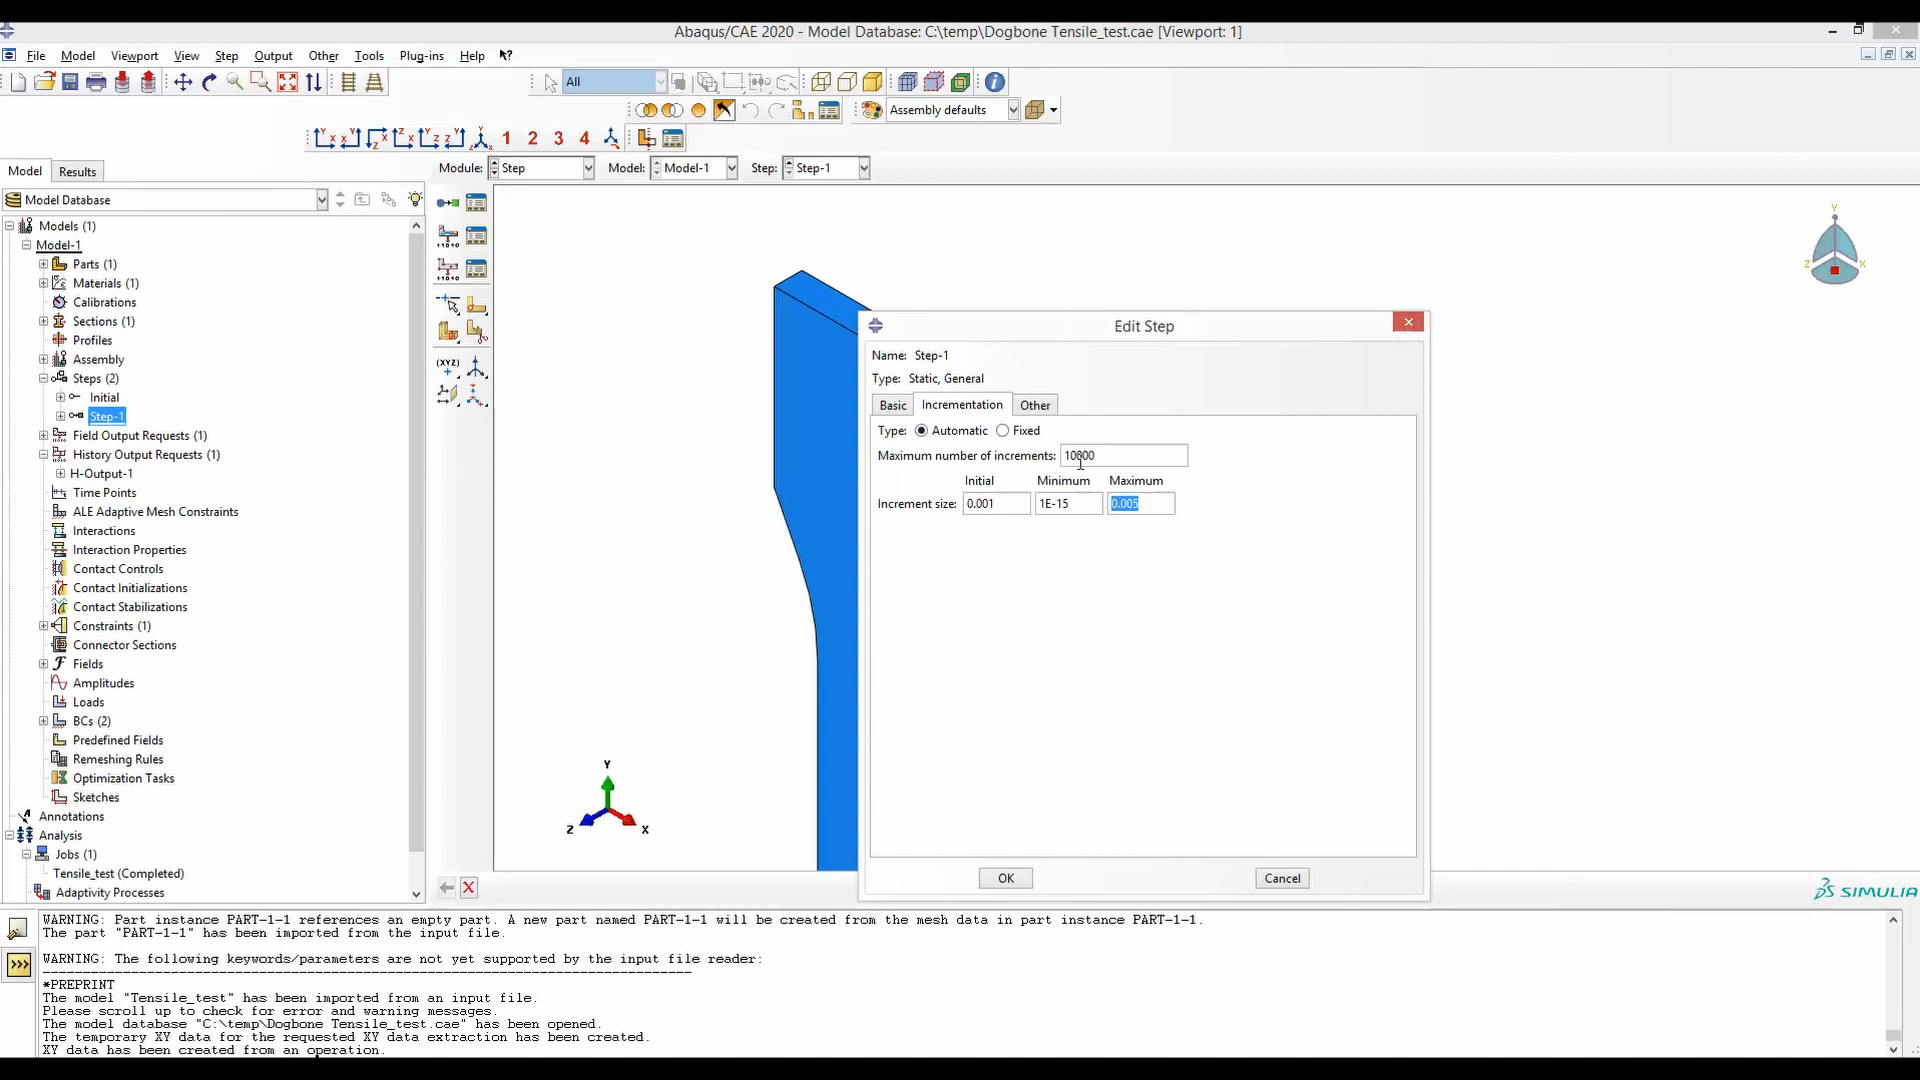 Abaqus/CAE 2020 - Model Database: C:\temp\Dogbone Tensile_test.cae [Viewport: 1]
File Model Viewport View Step Output Other Tools Plug-ins Help
All
Assembly defaults
1 2 3 4
Model Results
Module: Step Model: Model-1 Step: Step-1
Model Database
Models (1)
Model-1
Parts (1)
Materials (1)
Calibrations
Sections (1)
Profiles
Assembly
Steps (2)
Initial
Step-1
Field Output Requests (1)
History Output Requests (1)
H-Output-1
Time Points
ALE Adaptive Mesh Constraints
Interactions
Interaction Properties
Contact Controls
Contact Initializations
Contact Stabilizations
Constraints (1)
Connector Sections
Fields
Amplitudes
Loads
BCs (2)
Predefined Fields
Remeshing Rules
Optimization Tasks
Sketches
Annotations
Analysis
Jobs (1)
Tensile_test (Completed)
Adaptivity Processes
(XYZ)
Y
Z X
Y
Z X
Edit Step
Name: Step-1
Type: Static, General
Basic Incrementation Other
Type: Automatic Fixed
Maximum number of increments: 10000
Initial Minimum Maximum
Increment size: 0.001 1E-15 0.005
OK Cancel
SIMULIA
WARNING: Part instance PART-1-1 references an empty part. A new part named PART-1-1 will be created from the mesh data in part instance PART-1-1.
The part "PART-1-1" has been imported from the input file.
WARNING: The following keywords/parameters are not yet supported by the input file reader:
---------------------------------------------------------------------------------
*PREPRINT
The model "Tensile_test" has been imported from an input file.
Please scroll up to check for error and warning messages.
The model database "C:\temp\Dogbone Tensile_test.cae" has been opened.
The temporary XY data for the requested XY data extraction has been created.
XY data has been created from an operation.